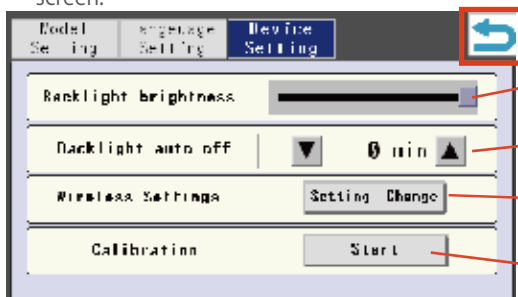 screen.
Model Setting
Language Setting
Device Setting
Backlight brightness
Backlight auto off
0 min
Wireless Settings
Setting Change
Calibration
Start